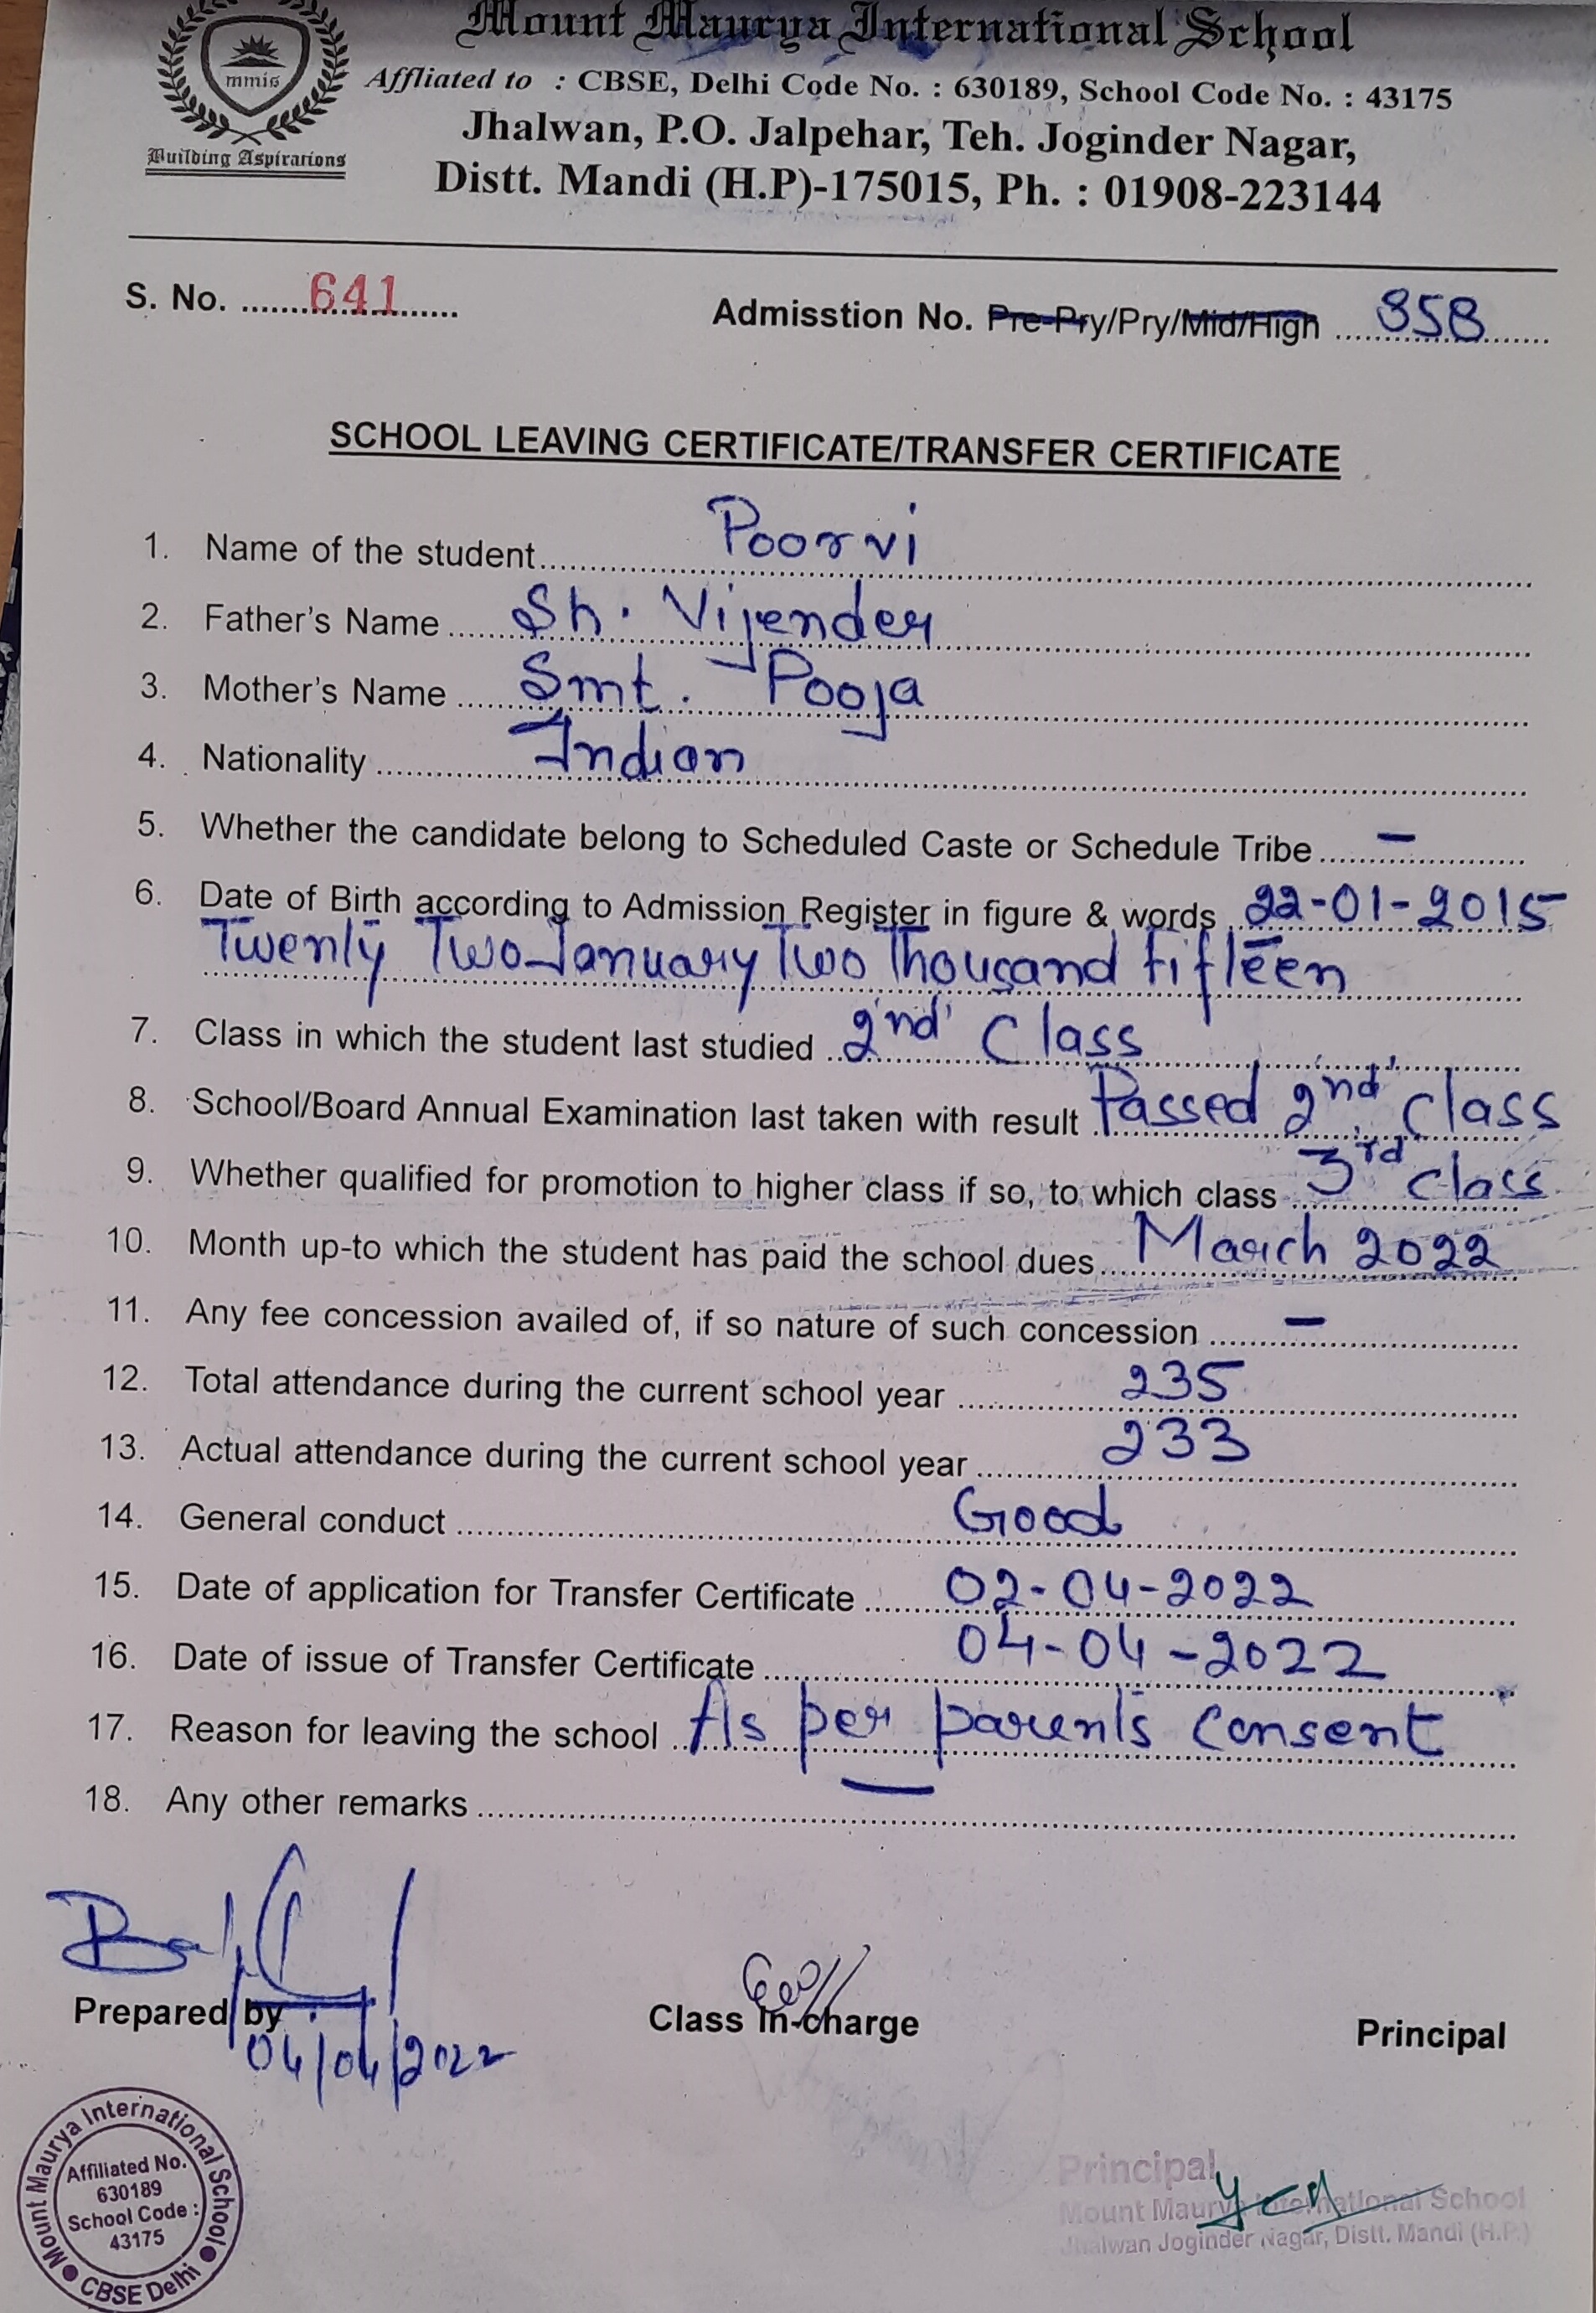 Mount Maurya International School
mmis
Affliated to : CBSE, Delhi Code No. : 630189, School Code No. : 43175
Jhalwan, P.O. Jalpehar, Teh. Joginder Nagar,
Building Aspirations
Distt. Mandi (H.P)-175015, Ph. : 01908-223144
S. No. ......641......
Admisstion No. Pre-Pry/Pry/Mid/High ....858....
SCHOOL LEAVING CERTIFICATE/TRANSFER CERTIFICATE
1. Name of the student..... Poorvi
2. Father's Name ..... Sh. Vijender
3. Mother's Name ..... Smt. Pooja
4. Nationality ..... Indian
5. Whether the candidate belong to Scheduled Caste or Schedule Tribe ..... –
6. Date of Birth according to Admission Register in figure & words ..22-01-2015
Twenty Two January Two Thousand Fifteen
7. Class in which the student last studied .. 2nd Class
8. School/Board Annual Examination last taken with result Passed 2nd Class
9. Whether qualified for promotion to higher class if so, to which class ..3rd class
10. Month up-to which the student has paid the school dues... March 2022
11. Any fee concession availed of, if so nature of such concession ..... –
12. Total attendance during the current school year ..... 235
13. Actual attendance during the current school year ..... 233
14. General conduct ..... Good
15. Date of application for Transfer Certificate ..... 02-04-2022
16. Date of issue of Transfer Certificate ..... 04-04-2022
17. Reason for leaving the school ... As per parents consent
18. Any other remarks ..... –
Prepared by
Class In-charge
Principal
04/04/2022
Mount Maurya International School
Affiliated No.
630189
School Code :
43175
CBSE Delhi
Principal
Mount Maurya International School
Jhalwan Joginder Nagar, Distt. Mandi (H.P.)